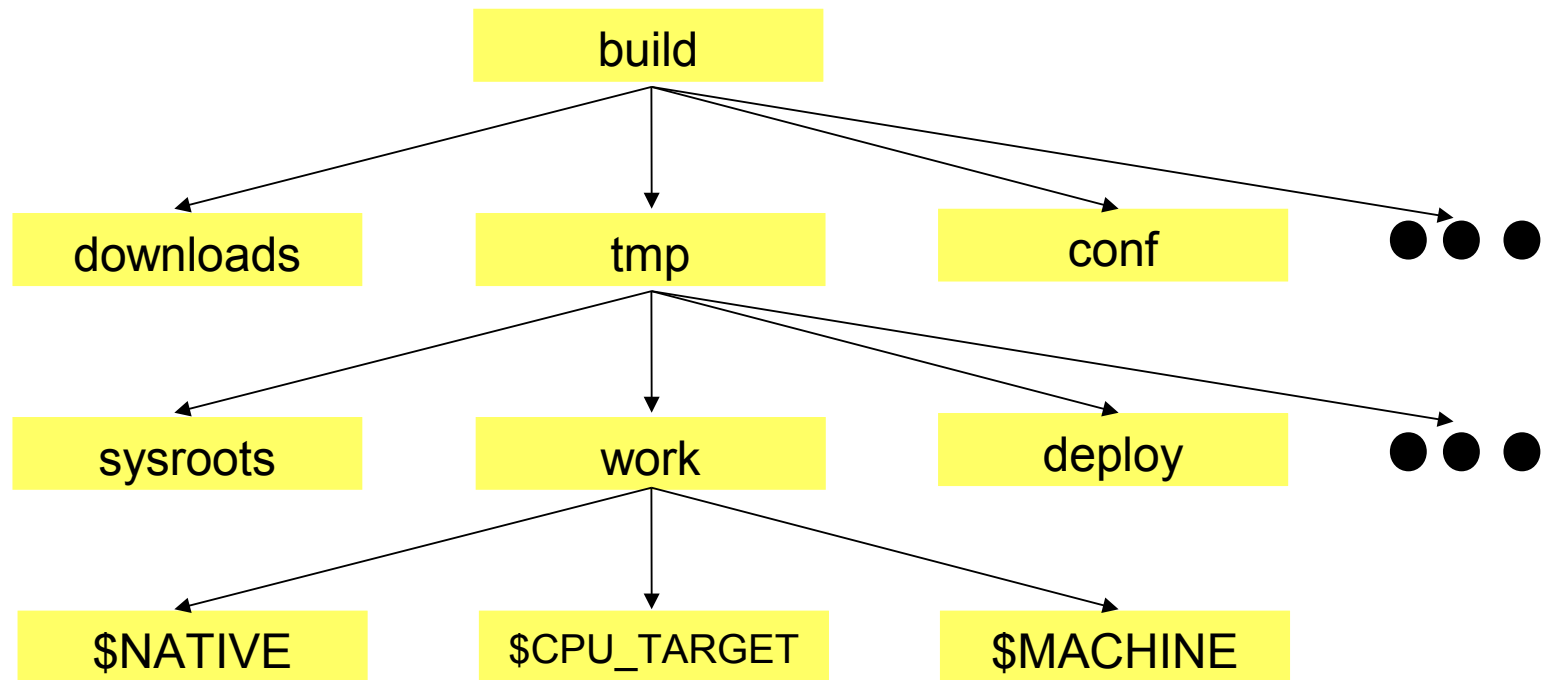 build
downloads
tmp
conf
sysroots
work
deploy
$NATIVE
$CPU_TARGET
$MACHINE